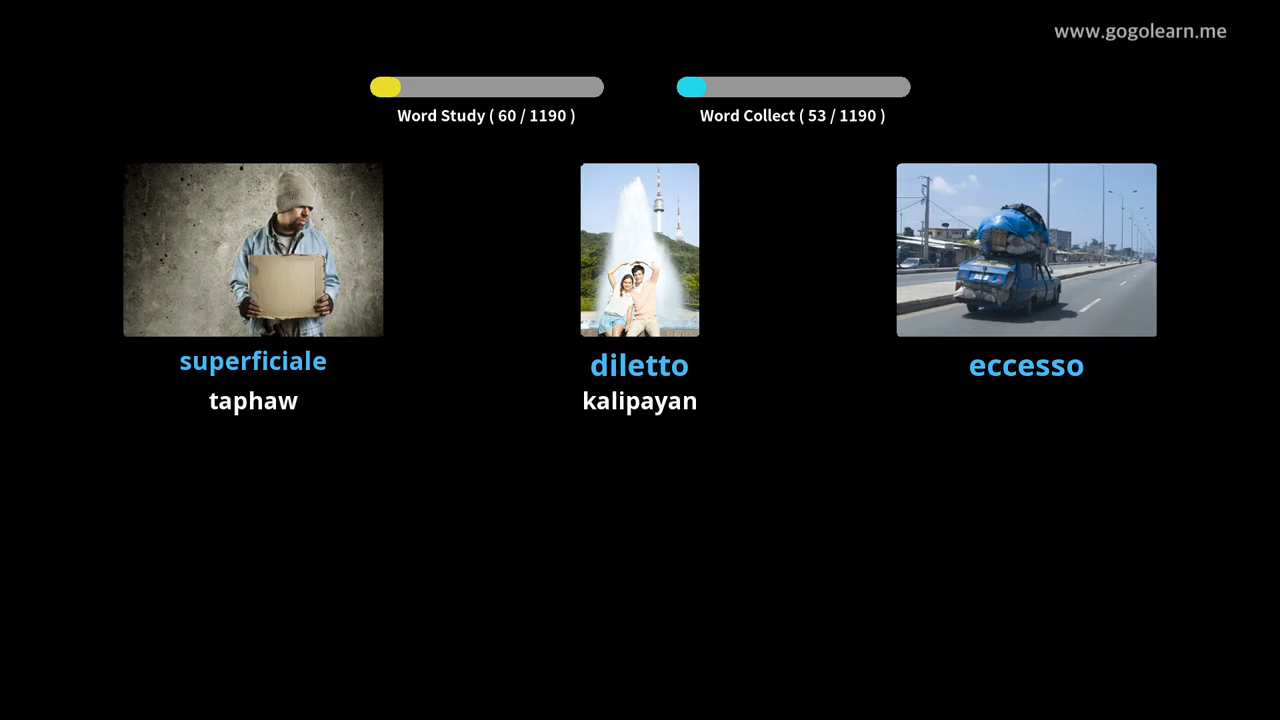 www.gogolearn.me
Word Study ( 60 / 1190 )
Word Collect ( 53 / 1190 )
superficiale
taphaw
diletto
kalipayan
eccesso